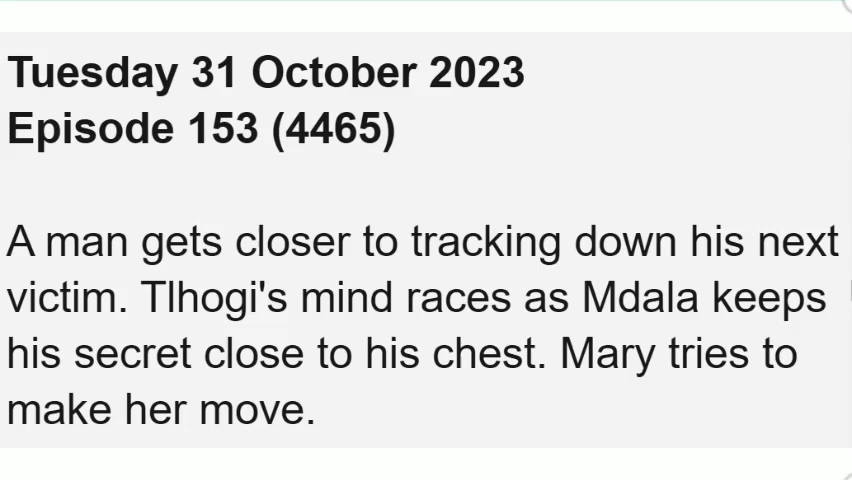 Tuesday 31 October 2023
Episode 153 (4465)
A man gets closer to tracking down his next
victim. Tlhogi's mind races as Mdala keeps
his secret close to his chest. Mary tries to
make her move.